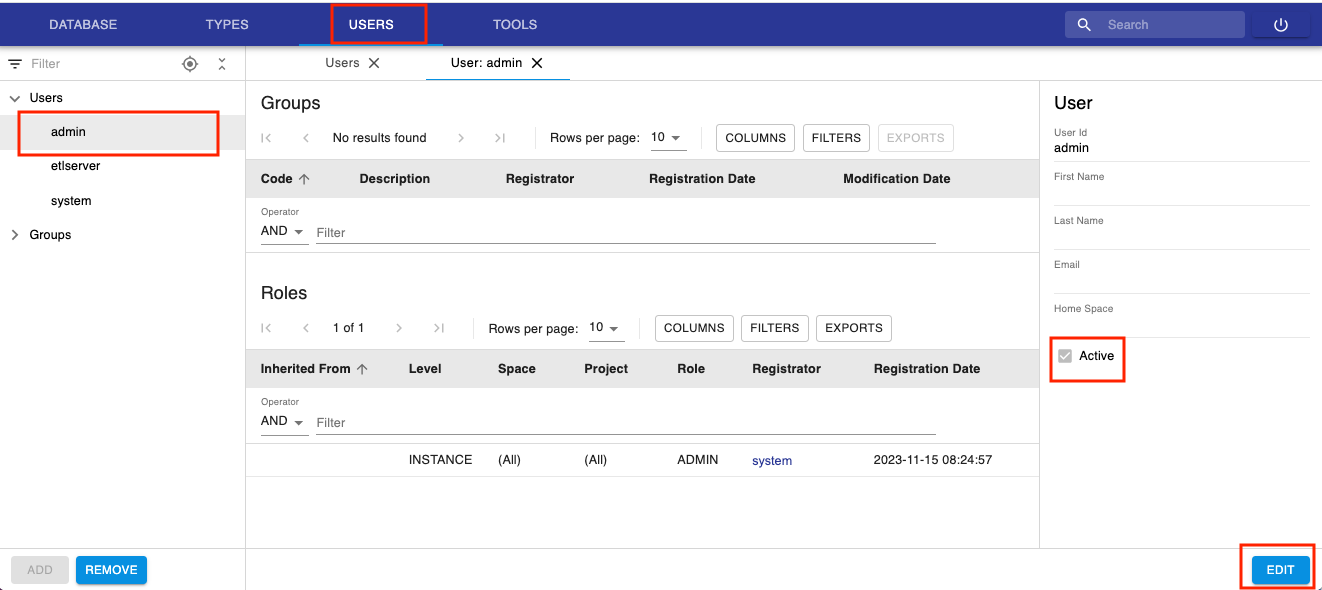 DATABASE TYPES USERS TOOLS Search
Filter Users User: admin
Users
admin
etlserver
system
Groups
Groups
No results found Rows per page: 10 COLUMNS FILTERS EXPORTS
Code Description Registrator Registration Date Modification Date
Operator
AND Filter
Roles
1 of 1 Rows per page: 10 COLUMNS FILTERS EXPORTS
Inherited From Level Space Project Role Registrator Registration Date
Operator
AND Filter
INSTANCE (All) (All) ADMIN system 2023-11-15 08:24:57
User
User Id
admin
First Name
Last Name
Email
Home Space
Active
ADD REMOVE EDIT